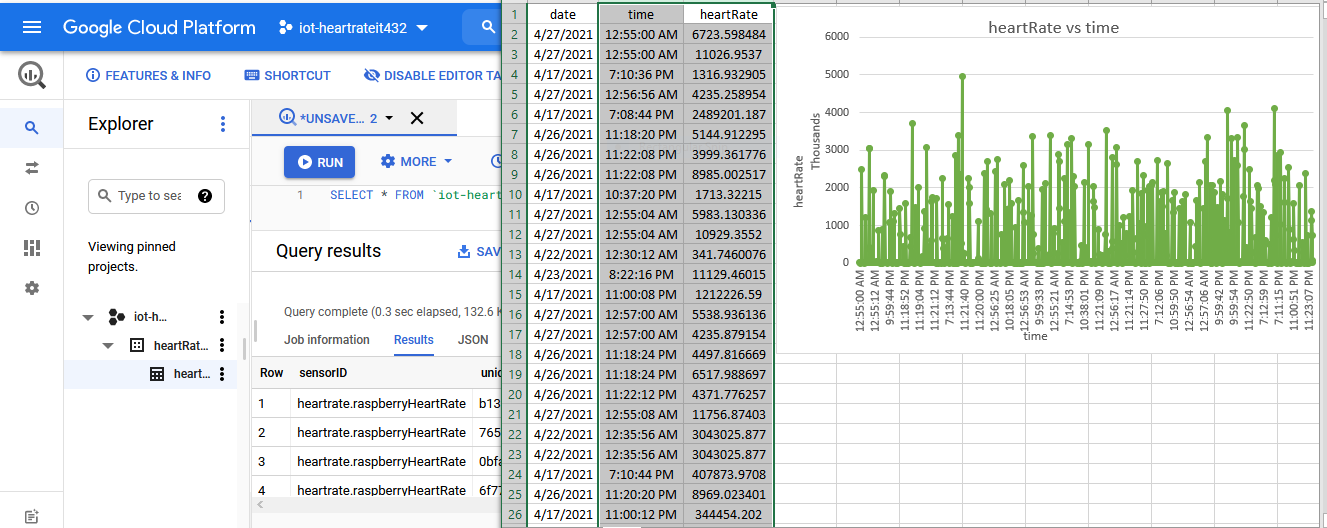 Google Cloud Platform
iot-heartrateit432
FEATURES & INFO
SHORTCUT
DISABLE EDITOR TA
Explorer
*UNSAVE... 2
RUN
MORE
Type to sea
1 SELECT * FROM `iot-heart
Viewing pinned
projects.
Query results
SAV
iot-h...
heartRat...
heart...
Query complete (0.3 sec elapsed, 132.6 K
Job information
Results
JSON
Row sensorID unic
1 heartrate.raspberryHeartRate b13
2 heartrate.raspberryHeartRate 765
3 heartrate.raspberryHeartRate 0bfa
4 heartrate.raspberryHeartRate 6f77
1 date time heartRate
2 4/27/2021 12:55:00 AM 6723.598484
3 4/27/2021 12:55:00 AM 11026.9537
4 4/17/2021 7:10:36 PM 1316.932905
5 4/27/2021 12:56:56 AM 4235.258954
6 4/17/2021 7:08:44 PM 2489201.187
7 4/26/2021 11:18:20 PM 5144.912295
8 4/26/2021 11:22:08 PM 3999.361776
9 4/26/2021 11:22:08 PM 8985.002517
10 4/17/2021 10:37:20 PM 1713.32215
11 4/27/2021 12:55:04 AM 5983.130336
12 4/27/2021 12:55:04 AM 10929.3552
13 4/22/2021 12:30:12 AM 341.7460076
14 4/23/2021 8:22:16 PM 11129.46015
15 4/17/2021 11:00:08 PM 1212226.59
16 4/27/2021 12:57:00 AM 5538.936136
17 4/27/2021 12:57:00 AM 4235.879154
18 4/26/2021 11:18:24 PM 4497.816669
19 4/26/2021 11:18:24 PM 6517.988697
20 4/26/2021 11:22:12 PM 4371.776257
21 4/27/2021 12:55:08 AM 11756.87403
22 4/22/2021 12:35:56 AM 3043025.877
23 4/22/2021 12:35:56 AM 3043025.877
24 4/17/2021 7:10:44 PM 407873.9708
25 4/26/2021 11:20:20 PM 8969.023401
26 4/17/2021 11:00:12 PM 344454.202
heartRate vs time
heartRate
Thousands
6000
5000
4000
3000
2000
1000
0
12:55:00 AM
12:55:12 AM
9:59:44 PM
11:18:52 PM
11:19:04 PM
11:21:12 PM
7:13:44 PM
11:21:40 PM
11:20:00 PM
12:56:25 AM
10:18:05 PM
12:56:53 AM
9:59:33 PM
12:55:21 AM
7:14:53 PM
10:38:01 PM
11:21:09 PM
12:56:17 AM
11:21:14 PM
11:27:50 PM
7:12:06 PM
10:59:50 PM
12:56:54 AM
12:57:06 AM
9:59:42 PM
9:59:54 PM
11:22:50 PM
7:12:59 PM
7:11:15 PM
11:00:51 PM
11:23:07 PM
time